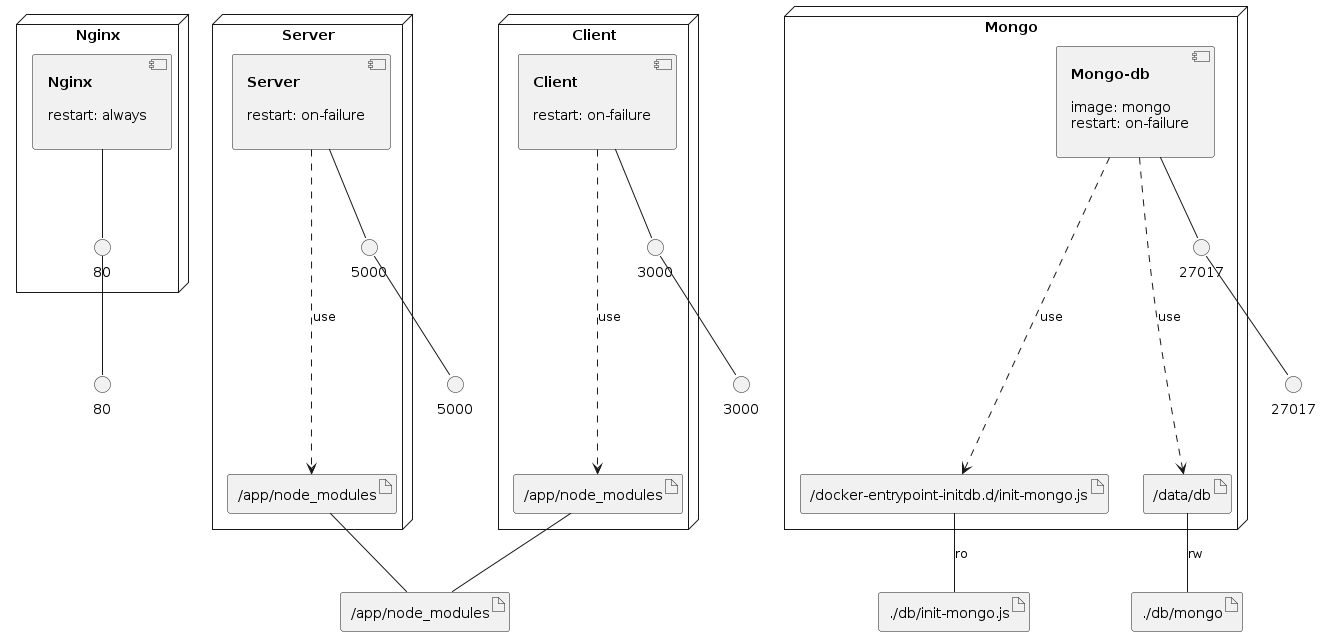 Nginx
Server
Client
Mongo
Nginx
restart: always
Server
restart: on-failure
Client
restart: on-failure
Mongo-db
image: mongo
restart: on-failure
80
5000
3000
27017
use
use
use
use
80
5000
3000
27017
/app/node_modules
/app/node_modules
/docker-entrypoint-initdb.d/init-mongo.js
/data/db
ro
rw
/app/node_modules
./db/init-mongo.js
./db/mongo